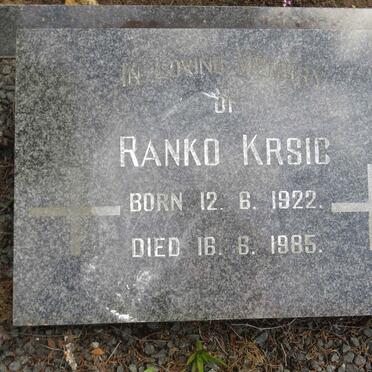 IN LOVING MEMORY
OF
RANKO KRSIC
BORN 12. 6. 1922.
DIED 16. 6. 1985.